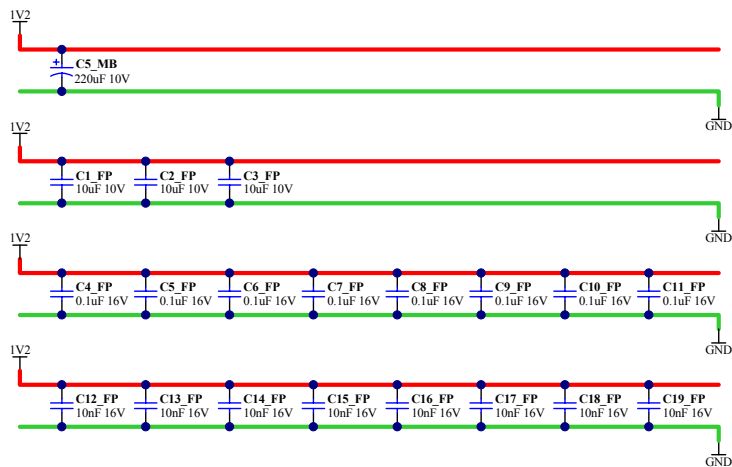 1V2
+ C5_MB
220uF 10V
GND
1V2
C1_FP C2_FP C3_FP
10uF 10V 10uF 10V 10uF 10V
GND
1V2
C4_FP C5_FP C6_FP C7_FP C8_FP C9_FP C10_FP C11_FP
0.1uF 16V 0.1uF 16V 0.1uF 16V 0.1uF 16V 0.1uF 16V 0.1uF 16V 0.1uF 16V 0.1uF 16V
GND
1V2
C12_FP C13_FP C14_FP C15_FP C16_FP C17_FP C18_FP C19_FP
10nF 16V 10nF 16V 10nF 16V 10nF 16V 10nF 16V 10nF 16V 10nF 16V 10nF 16V
GND